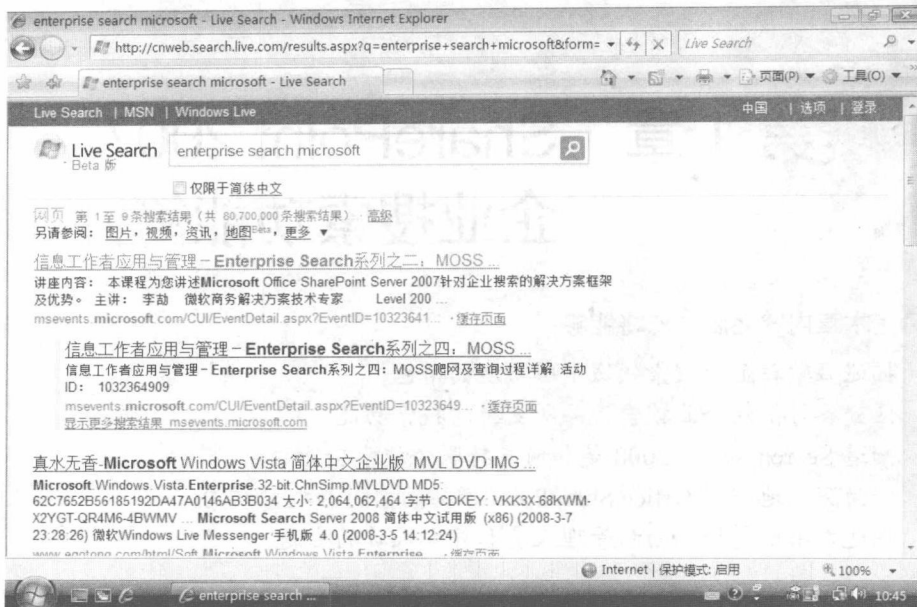 enterprise search microsoft - Live Search - Windows Internet Explorer
http://cnweb.search.live.com/results.aspx?q=enterprise+search+microsoft&form=
Live Search
enterprise search microsoft - Live Search
页面(P) 工具(O)
Live Search | MSN | Windows Live 中国 | 选项 | 登录
Live Search enterprise search microsoft
Beta 版
仅限于简体中文
网页 第 1至 9 条搜索结果（共 60,700,000 条搜索结果）· 高级
另请参阅: 图片, 视频, 资讯, 地图Beta, 更多 ▼
信息工作者应用与管理－Enterprise Search系列之二：MOSS ...
讲座内容： 本课程为您讲述Microsoft Office SharePoint Server 2007针对企业搜索的解决方案框架
及优势。 主讲： 李劼 微软商务解决方案技术专家 Level 200 ...
msevents.microsoft.com/CUI/EventDetail.aspx?EventID=10323641... · 缓存页面
信息工作者应用与管理－Enterprise Search系列之四：MOSS ...
信息工作者应用与管理－Enterprise Search系列之四：MOSS爬网及查询过程详解 活动
ID： 1032364909
msevents.microsoft.com/CUI/EventDetail.aspx?EventID=10323649... · 缓存页面
显示更多搜索结果 msevents.microsoft.com
真水无香-Microsoft Windows Vista 简体中文企业版 MVL DVD IMG ...
Microsoft.Windows.Vista.Enterprise.32-bit.ChnSimp.MVLDVD MD5:
62C7652B56185192DA47A0146AB3B034 大小: 2,064,062,464 字节 CDKEY: VKK3X-68KWM-
X2YGT-QR4M6-4BWMV ... Microsoft Search Server 2008 简体中文试用版 (x86) (2008-3-7
23:28:26) 微软Windows Live Messenger 手机版 4.0 (2008-3-5 14:12:24)
Internet | 保护模式: 启用 100%
enterprise search ... 10:45